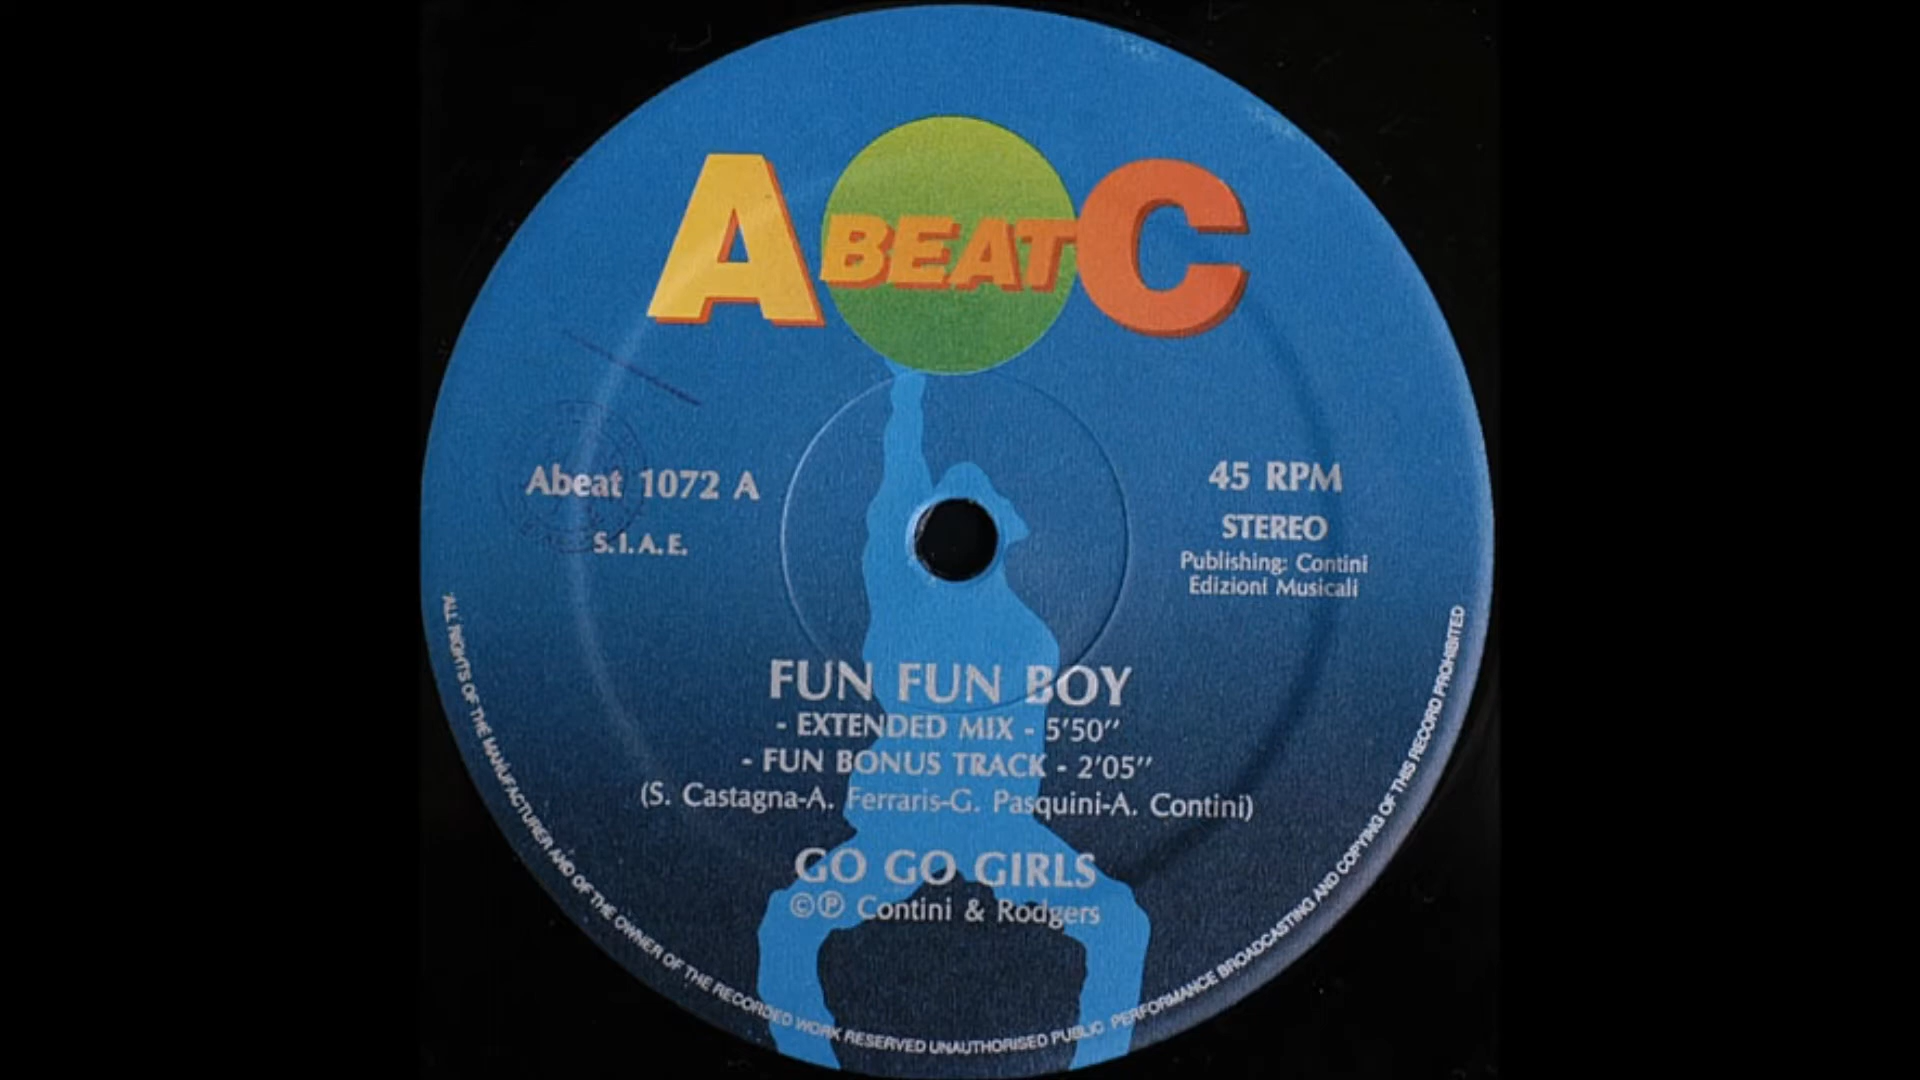 A BEAT C
Abeat 1072 A
S.I.A.E.
45 RPM
STEREO
Publishing: Contini
Edizioni Musicali
FUN FUN BOY
- EXTENDED MIX - 5'50''
- FUN BONUS TRACK - 2'05''
(S. Castagna-A. Ferraris-G. Pasquini-A. Contini)
GO GO GIRLS
©℗ Contini & Rodgers
ALL RIGHTS OF THE MANUFACTURER AND OF THE OWNER OF THE RECORDED WORK RESERVED UNAUTHORISED PUBLIC PERFORMANCE BROADCASTING AND COPYING OF THIS RECORD PROHIBITED